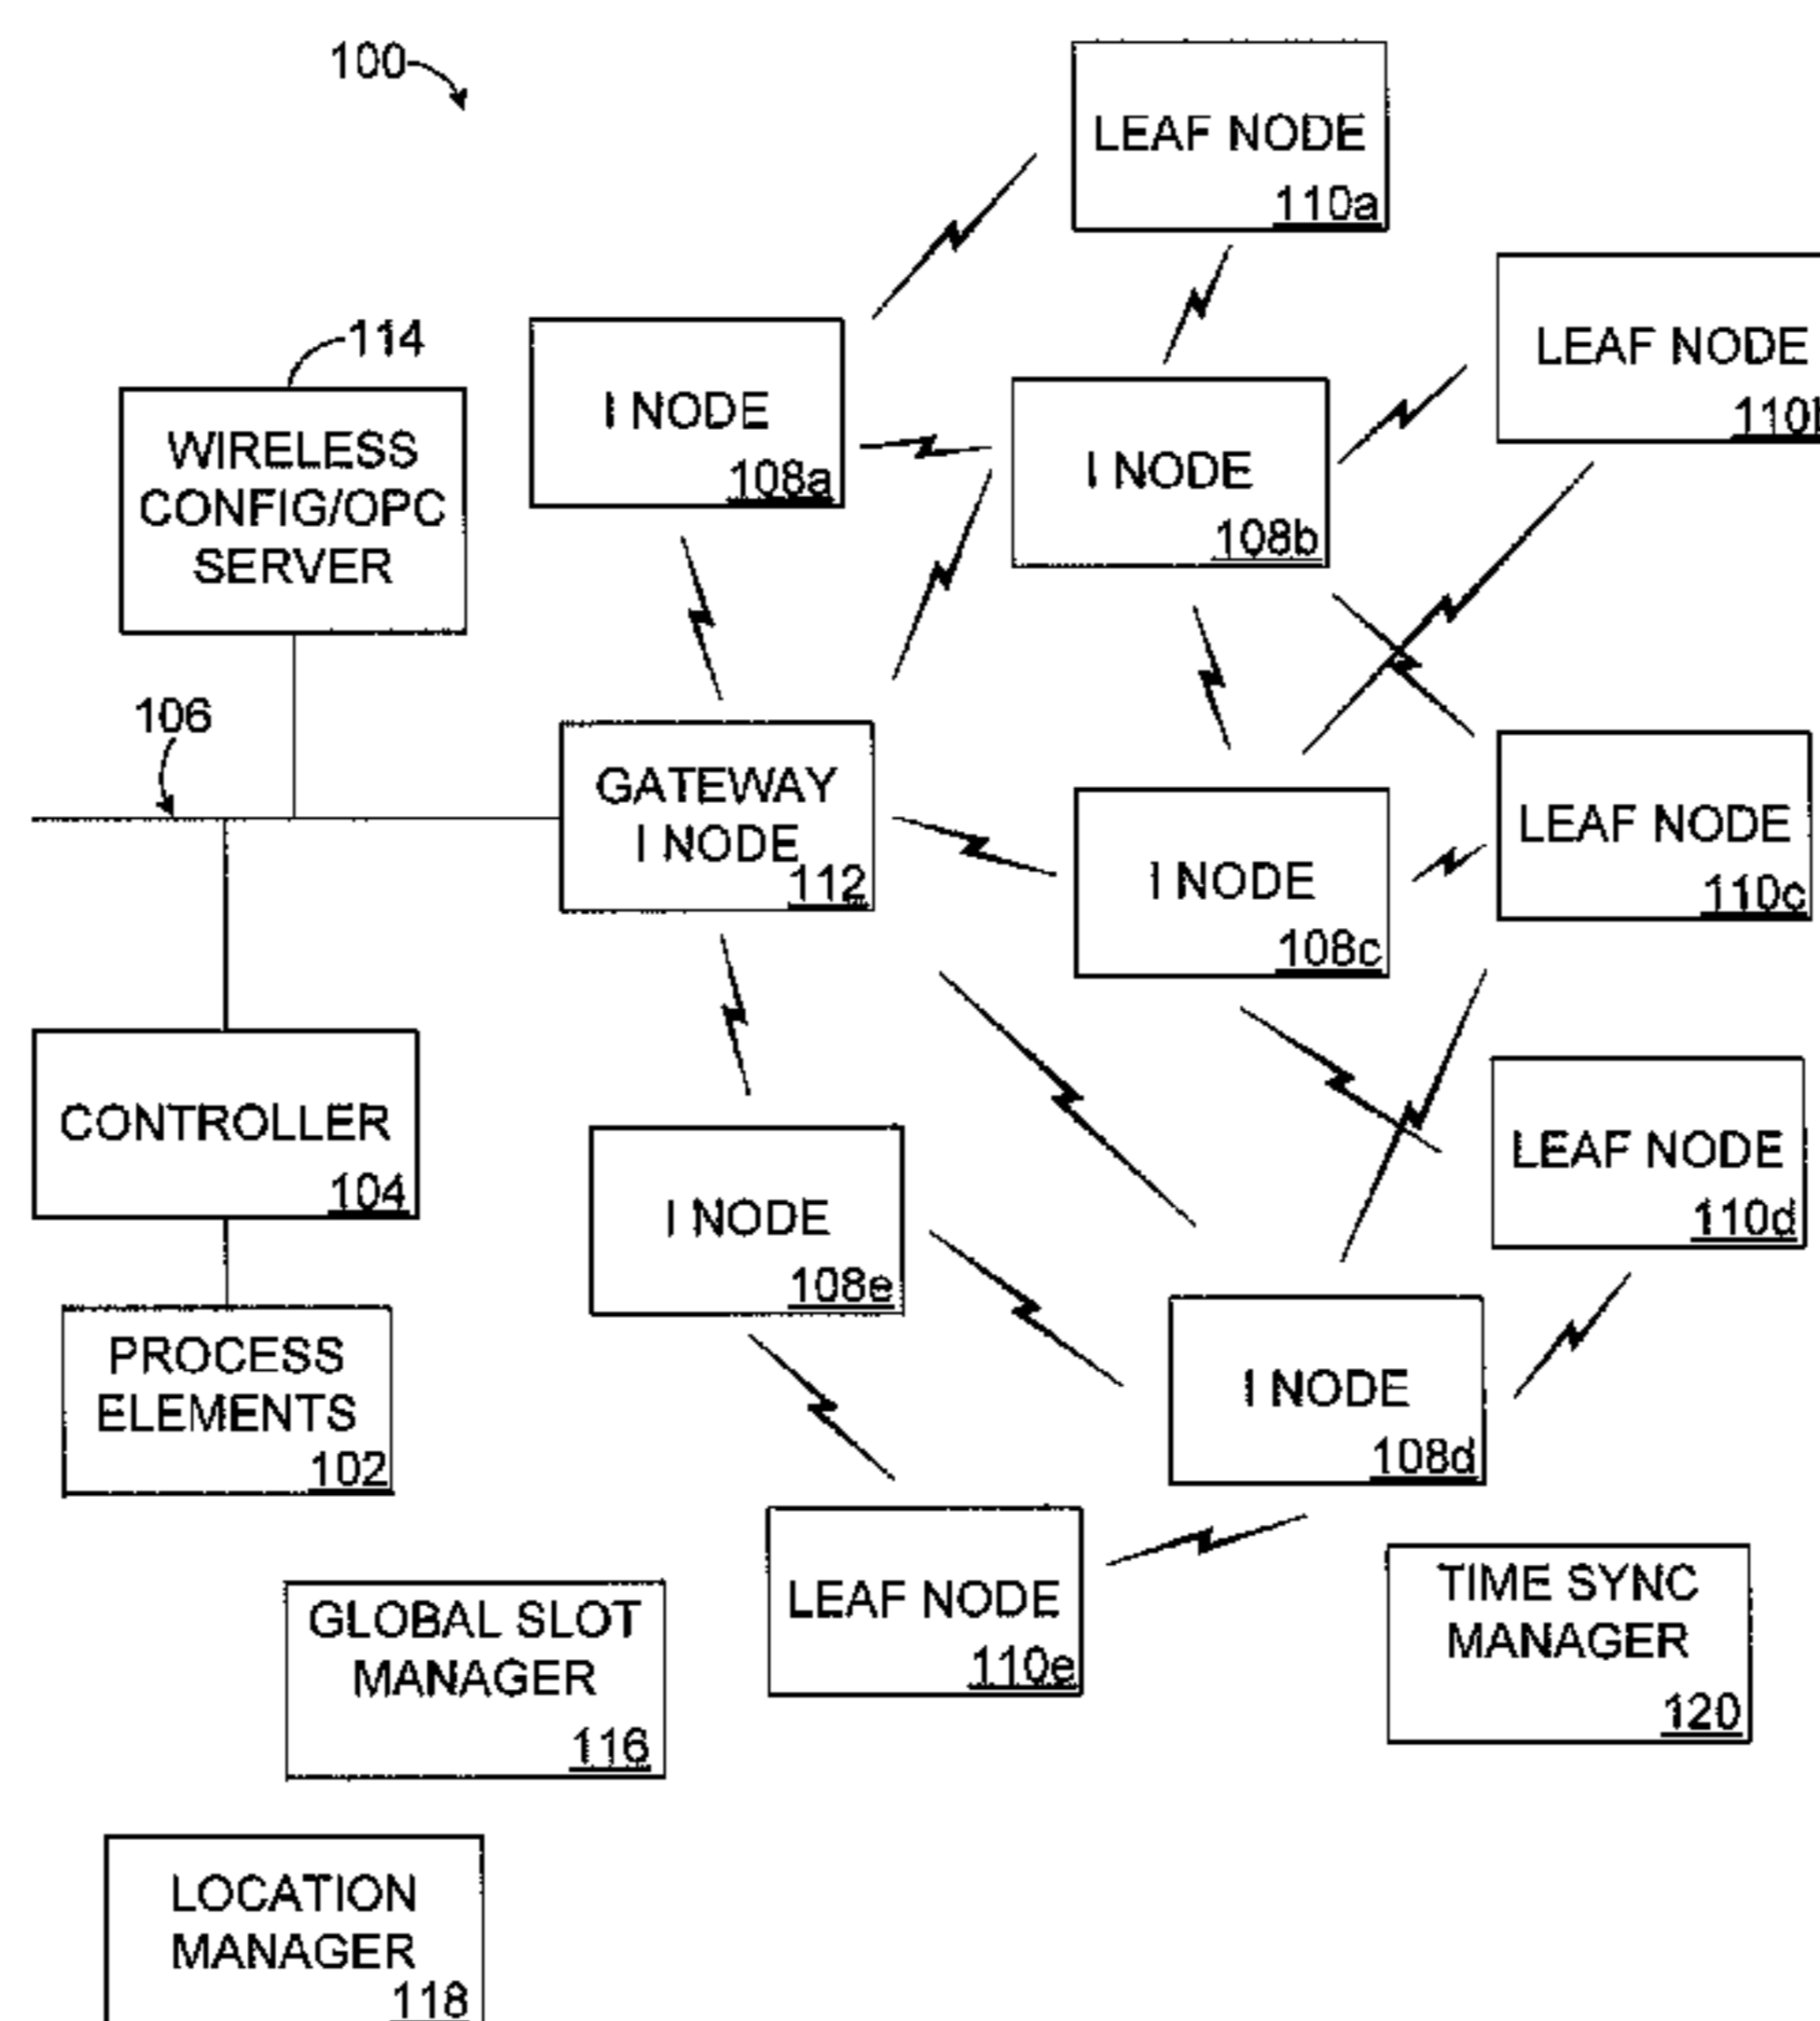 100
LEAF NODE
110a
114
I NODE
108a
LEAF NODE
WIRELESS
CONFIG/OPC
SERVER
I NODE
108b
106
GATEWAY
I NODE
112
LEAF NODE
110c
I NODE
108c
CONTROLLER
104
LEAF NODE
110d
I NODE
108e
PROCESS
ELEMENTS
102
I NODE
108d
LEAF NODE
110e
TIME SYNC
MANAGER
120
GLOBAL SLOT
MANAGER
116
LOCATION
MANAGER
118